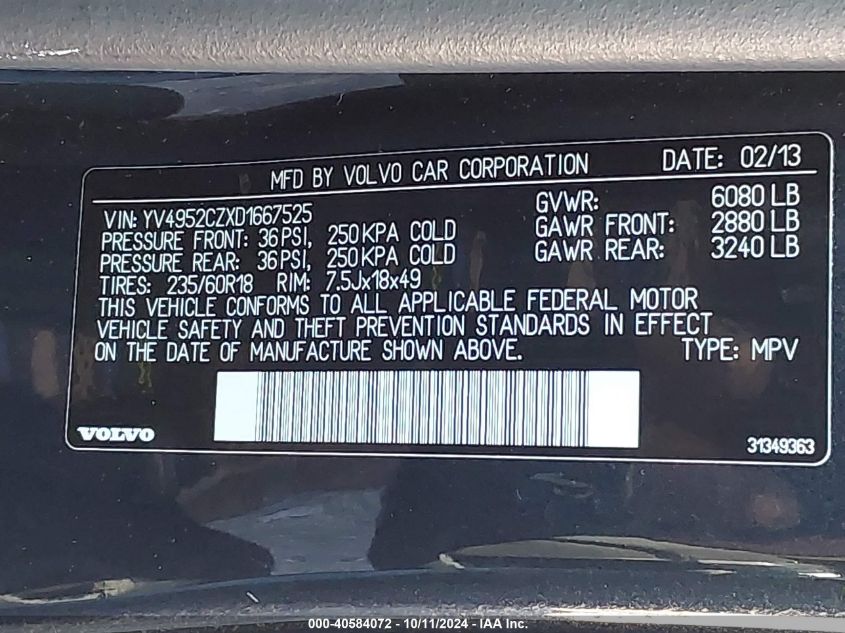 MFD BY VOLVO CAR CORPORATION DATE: 02/13
VIN: YV4952CZXD1667525 GVWR: 6080 LB
PRESSURE FRONT: 36 PSI, 250 KPA COLD GAWR FRONT: 2880 LB
PRESSURE REAR: 36 PSI, 250 KPA COLD GAWR REAR: 3240 LB
TIRES: 235/60R18 RIM: 7.5Jx18x49
THIS VEHICLE CONFORMS TO ALL APPLICABLE FEDERAL MOTOR
VEHICLE SAFETY AND THEFT PREVENTION STANDARDS IN EFFECT
ON THE DATE OF MANUFACTURE SHOWN ABOVE. TYPE: MPV
VOLVO 31349363
000-40584072 - 10/11/2024 - IAA Inc.